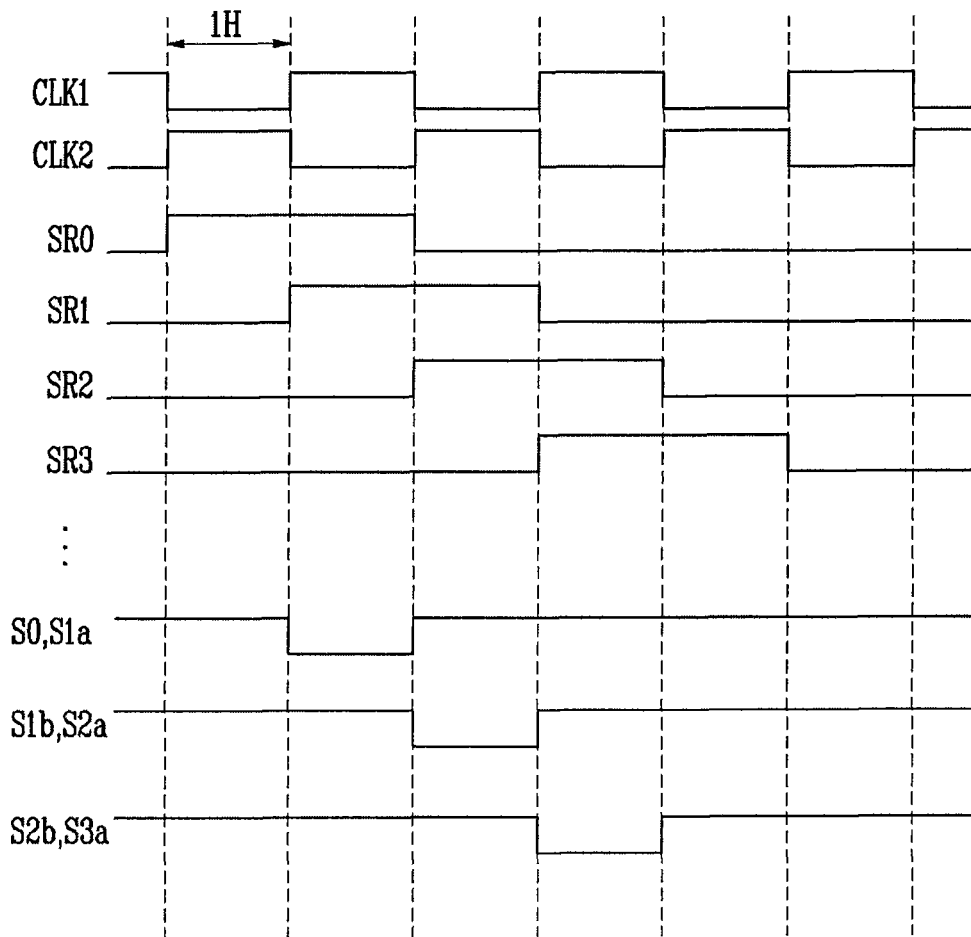 1H
CLK1
CLK2
SR0
SR1
SR2
SR3
⋮
S0,S1a
S1b,S2a
S2b,S3a